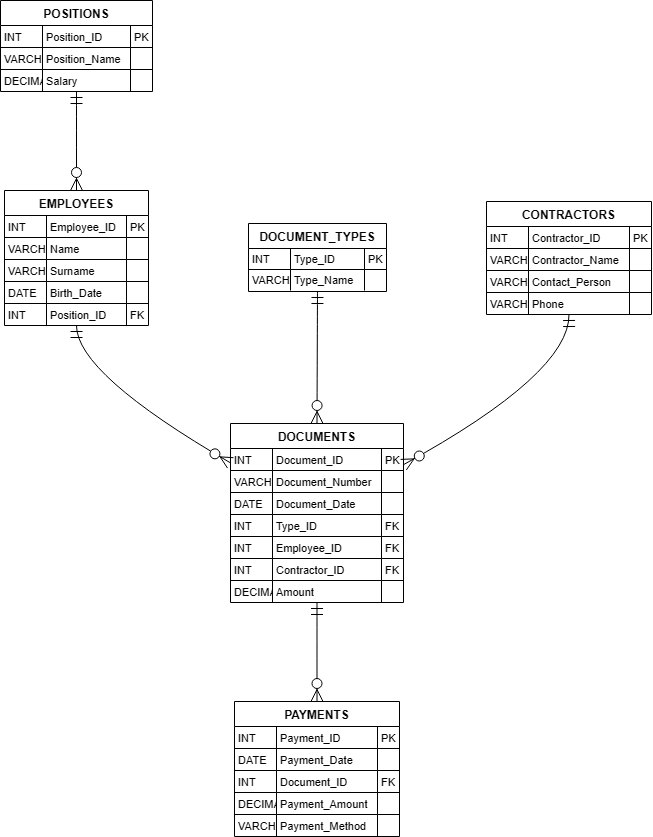 POSITIONS
INT Position_ID PK
VARCH Position_Name
DECIMA Salary
EMPLOYEES
INT Employee_ID PK
VARCH Name
VARCH Surname
DATE Birth_Date
INT Position_ID FK
DOCUMENT_TYPES
INT Type_ID PK
VARCH Type_Name
CONTRACTORS
INT Contractor_ID PK
VARCH Contractor_Name
VARCH Contact_Person
VARCH Phone
DOCUMENTS
INT Document_ID PK
VARCH Document_Number
DATE Document_Date
INT Type_ID FK
INT Employee_ID FK
INT Contractor_ID FK
DECIMA Amount
PAYMENTS
INT Payment_ID PK
DATE Payment_Date
INT Document_ID FK
DECIMA Payment_Amount
VARCH Payment_Method